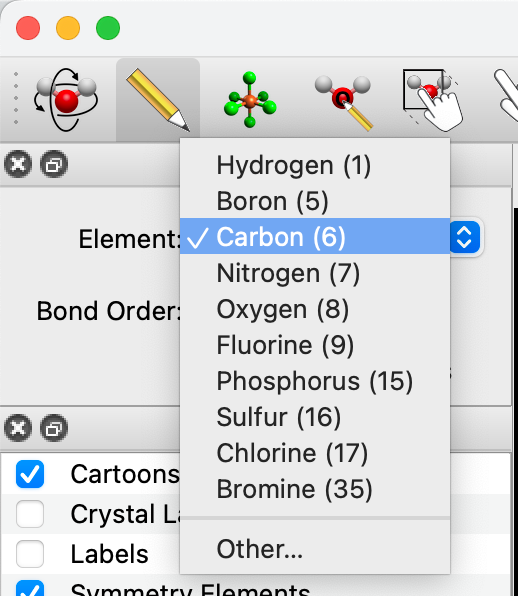 Hydrogen (1)
Boron (5)
Element:
Carbon (6)
Nitrogen (7)
Bond Order:
Oxygen (8)
Fluorine (9)
Phosphorus (15)
Sulfur (16)
Chlorine (17)
Bromine (35)
Other...
Cartoons
Crystal
Labels
Symmetry Elements